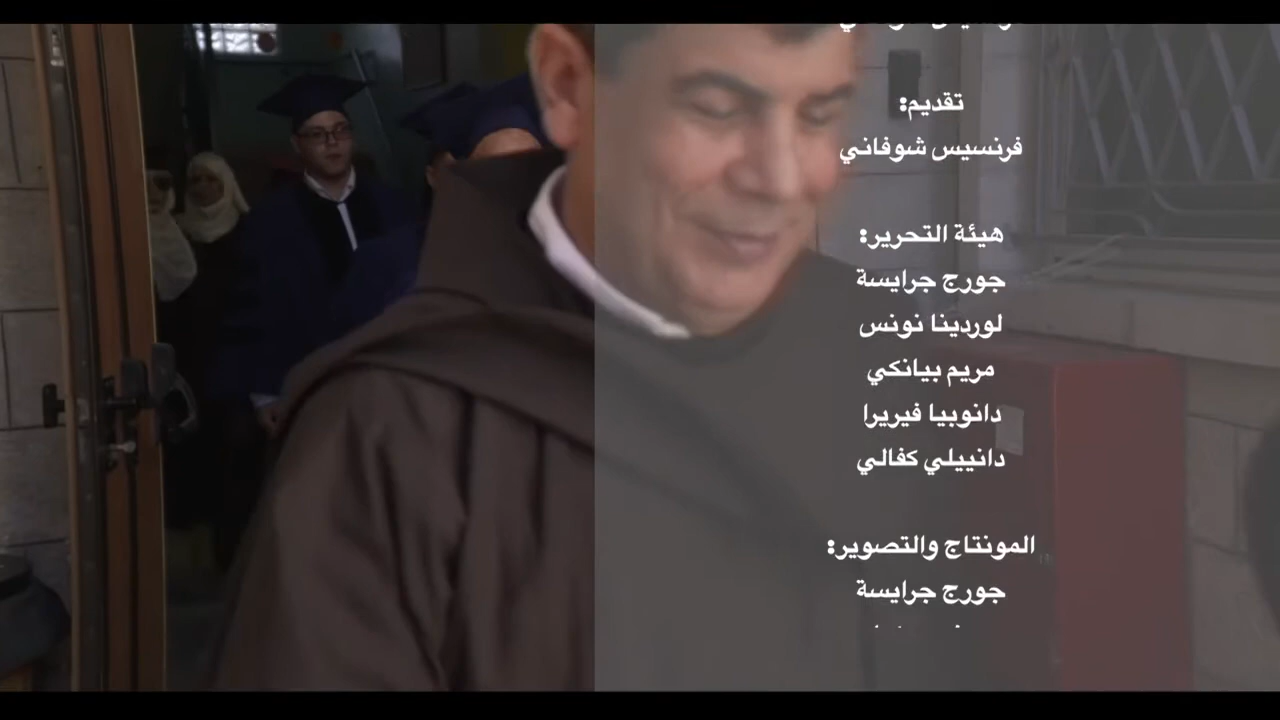 تقديم:
فرنسيس شوفاني
هيئة التحرير:
جورج جرايسة
لوردينا نونس
مريم بيانكي
دانوبيا فيريرا
دانييلي كفالي
المونتاج والتصوير:
جورج جرايسة